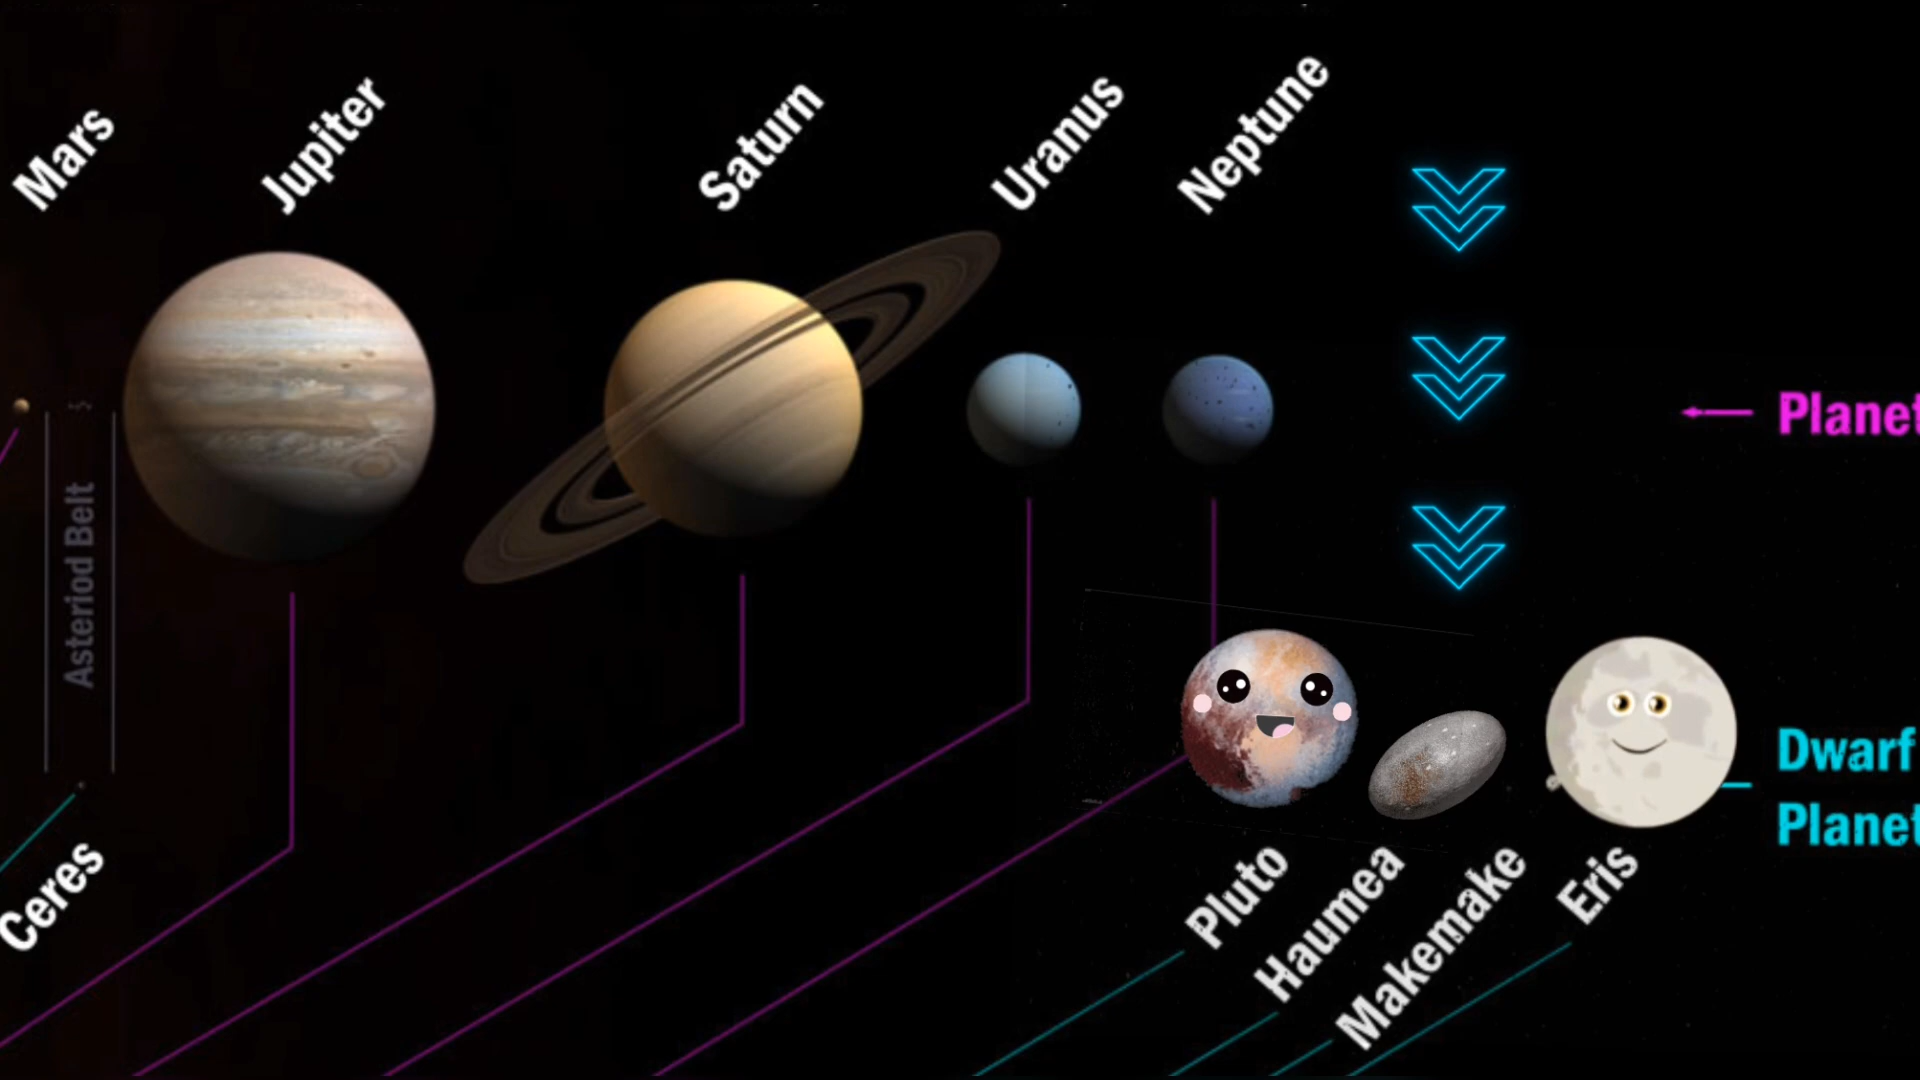 Mars
Jupiter
Saturn
Uranus
Neptune
Planet
Asteriod Belt
Dwarf
Planet
Ceres
Pluto
Haumea
Makemake
Eris